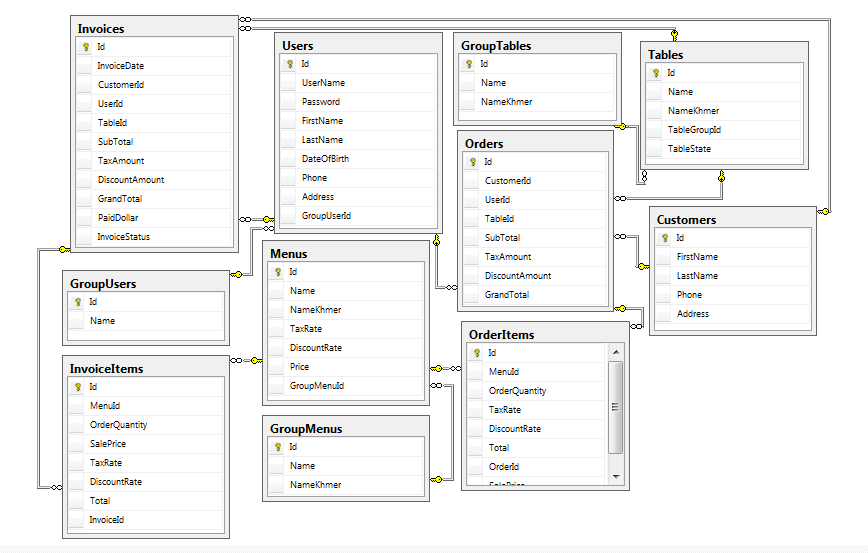 Invoices
Id
InvoiceDate
CustomerId
UserId
TableId
SubTotal
TaxAmount
DiscountAmount
GrandTotal
PaidDollar
InvoiceStatus
Users
Id
UserName
Password
FirstName
LastName
DateOfBirth
Phone
Address
GroupUserId
GroupTables
Id
Name
NameKhmer
Tables
Id
Name
NameKhmer
TableGroupId
TableState
Orders
Id
CustomerId
UserId
TableId
SubTotal
TaxAmount
DiscountAmount
GrandTotal
Customers
Id
FirstName
LastName
Phone
Address
GroupUsers
Id
Name
Menus
Id
Name
NameKhmer
TaxRate
DiscountRate
Price
GroupMenuId
InvoiceItems
Id
MenuId
OrderQuantity
SalePrice
TaxRate
DiscountRate
Total
InvoiceId
GroupMenus
Id
Name
NameKhmer
OrderItems
Id
MenuId
OrderQuantity
TaxRate
DiscountRate
Total
OrderId
SalePrice